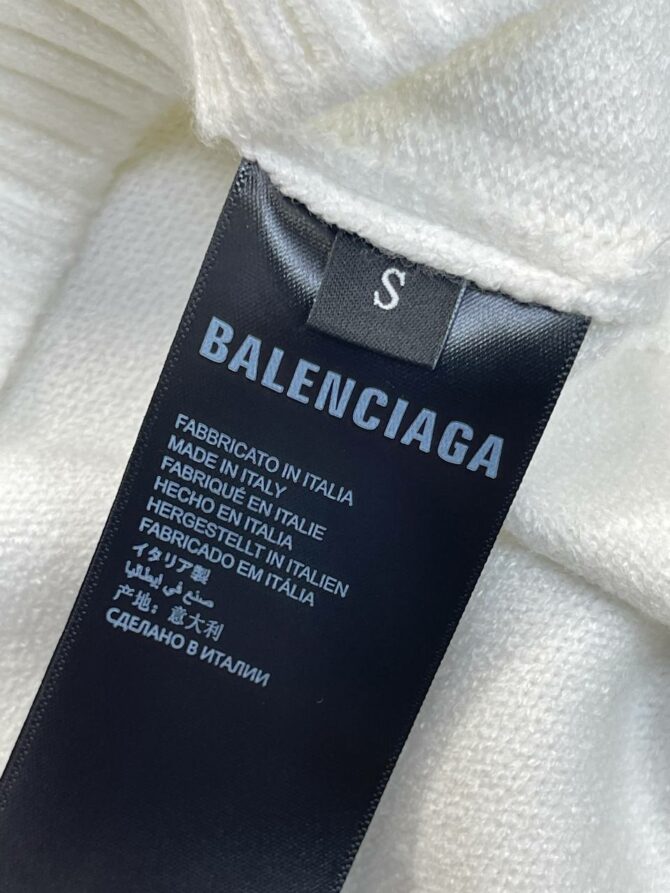 S
BALENCIAGA
FABBRICATO IN ITALIA
MADE IN ITALY
FABRIQUÉ EN ITALIE
HECHO EN ITALIA
HERGESTELLT IN ITALIEN
FABRICADO EM ITÁLIA
イタリア製
صنع في إيطاليا
产地：意大利
СДЕЛАНО В ИТАЛИИ